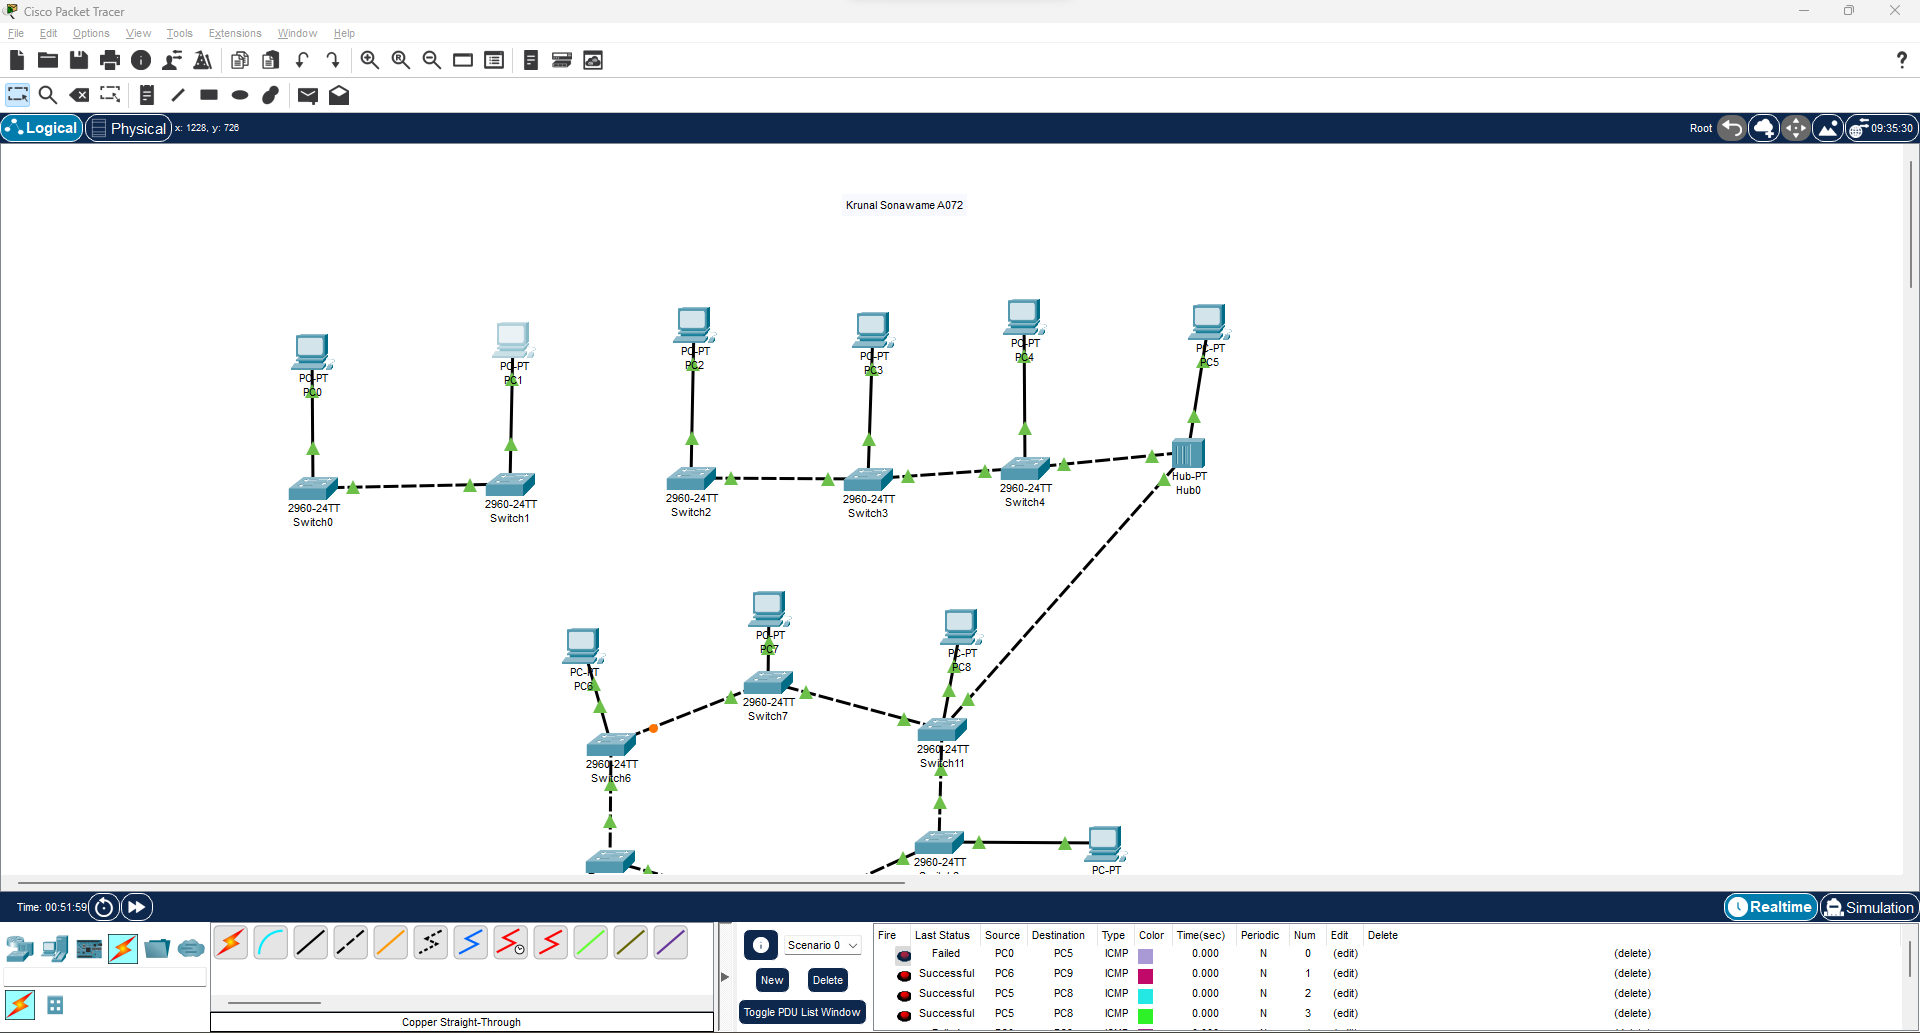 Cisco Packet Tracer
File Edit Options View Tools Extensions Window Help
Logical Physical x: 1228, y: 726 Root 09:35:30
Krunal Sonawame A072
PC-PT
PC0
PC-PT
PC1
PC-PT
PC2
PC-PT
PC3
PC-PT
PC4
PC-PT
PC5
2960-24TT
Switch0
2960-24TT
Switch1
2960-24TT
Switch2
2960-24TT
Switch3
2960-24TT
Switch4
Hub-PT
Hub0
PC-PT
PC6
PC-PT
PC7
PC-PT
PC8
2960-24TT
Switch6
2960-24TT
Switch7
2960-24TT
Switch11
2960-24TT
PC-PT
Time: 00:51:59 Realtime Simulation
Copper Straight-Through
Scenario 0
New Delete
Toggle PDU List Window
Fire Last Status Source Destination Type Color Time(sec) Periodic Num Edit Delete
Failed PC0 PC5 ICMP 0.000 N 0 (edit) (delete)
Successful PC6 PC9 ICMP 0.000 N 1 (edit) (delete)
Successful PC5 PC8 ICMP 0.000 N 2 (edit) (delete)
Successful PC5 PC8 ICMP 0.000 N 3 (edit) (delete)